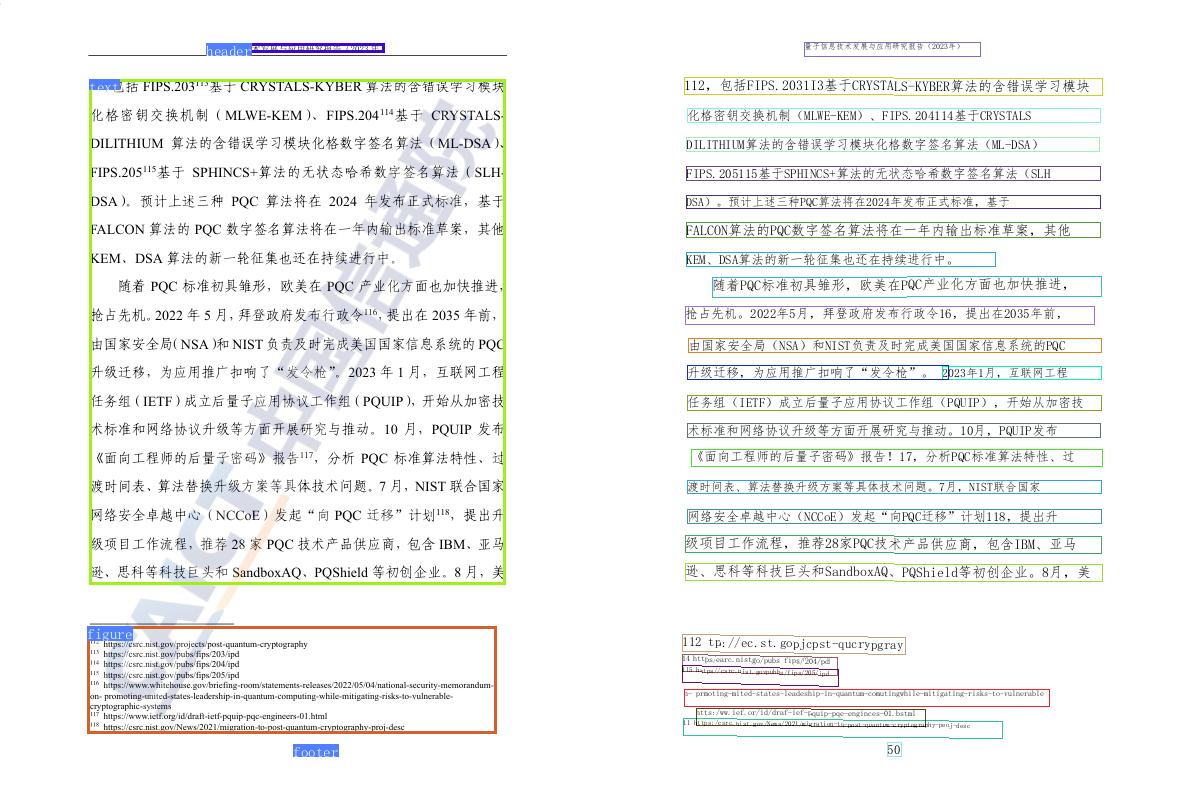 header
text
包括 FIPS.203113基于 CRYSTALS-KYBER 算法的含错误学习模块
化格密钥交换机制（MLWE-KEM）、FIPS.204114基于 CRYSTALS-
DILITHIUM 算法的含错误学习模块化格数字签名算法（ML-DSA）、
FIPS.205115基于 SPHINCS+算法的无状态哈希数字签名算法（SLH-
DSA）。预计上述三种 PQC 算法将在 2024 年发布正式标准，基于
FALCON 算法的 PQC 数字签名算法将在一年内输出标准草案，其他
KEM、DSA 算法的新一轮征集也还在持续进行中。
随着 PQC 标准初具雏形，欧美在 PQC 产业化方面也加快推进，
抢占先机。2022 年 5 月，拜登政府发布行政令116，提出在 2035 年前，
由国家安全局（NSA）和 NIST 负责及时完成美国国家信息系统的 PQC
升级迁移，为应用推广扣响了“发令枪”。2023 年 1 月，互联网工程
任务组（IETF）成立后量子应用协议工作组（PQUIP），开始从加密技
术标准和网络协议升级等方面开展研究与推动。10 月，PQUIP 发布
《面向工程师的后量子密码》报告117，分析 PQC 标准算法特性、过
渡时间表、算法替换升级方案等具体技术问题。7 月，NIST 联合国家
网络安全卓越中心（NCCoE）发起“向 PQC 迁移”计划118，提出升
级项目工作流程，推荐 28 家 PQC 技术产品供应商，包含 IBM、亚马
逊、思科等科技巨头和 SandboxAQ、PQShield 等初创企业。8 月，美
CAICT 中国信通院
figure
112 https://csrc.nist.gov/projects/post-quantum-cryptography
113 https://csrc.nist.gov/pubs/fips/203/ipd
114 https://csrc.nist.gov/pubs/fips/204/ipd
115 https://csrc.nist.gov/pubs/fips/205/ipd
116 https://www.whitehouse.gov/briefing-room/statements-releases/2022/05/04/national-security-memorandum-
on- promoting-united-states-leadership-in-quantum-computing-while-mitigating-risks-to-vulnerable-
cryptographic-systems
117 https://www.ietf.org/id/draft-ietf-pquip-pqc-engineers-01.html
118 https://csrc.nist.gov/News/2021/migration-to-post-quantum-cryptography-proj-desc
footer
量子信息技术发展与应用研究报告（2023年）
112，包括FIPS.2031I3基于CRYSTALS-KYBER算法的含错误学习模块
化格密钥交换机制（MLWE-KEM）、FIPS.204114基于CRYSTALS
DILITHIUM算法的含错误学习模块化格数字签名算法（ML-DSA）
FIPS.205115基于SPHINCS+算法的无状态哈希数字签名算法（SLH
DSA）。预计上述三种PQC算法将在2024年发布正式标准，基于
FALCON算法的PQC数字签名算法将在一年内输出标准草案，其他
KEM、DSA算法的新一轮征集也还在持续进行中。
随着PQC标准初具雏形，欧美在PQC产业化方面也加快推进，
抢占先机。2022年5月，拜登政府发布行政令16，提出在2035年前，
由国家安全局（NSA）和NIST负责及时完成美国国家信息系统的PQC
升级迁移，为应用推广扣响了“发令枪”。 2023年1月，互联网工程
任务组（IETF）成立后量子应用协议工作组（PQUIP），开始从加密技
术标准和网络协议升级等方面开展研究与推动。10月，PQUIP发布
《面向工程师的后量子密码》报告！17，分析PQC标准算法特性、过
渡时间表、算法替换升级方案等具体技术问题。7月，NIST联合国家
网络安全卓越中心（NCCoE）发起“向PQC迁移”计划118，提出升
级项目工作流程，推荐28家PQC技术产品供应商，包含IBM、亚马
逊、思科等科技巨头和SandboxAQ、PQShield等初创企业。8月，美
112 tp://ec.st.gopjcpst-qucrypgray
14 https/earc.nistgo/pubs fips/204/pd
- prmoting-mited-states-leadeship-in-quantum-comutingwhile-mitigating-risks-to-vulnerable
50